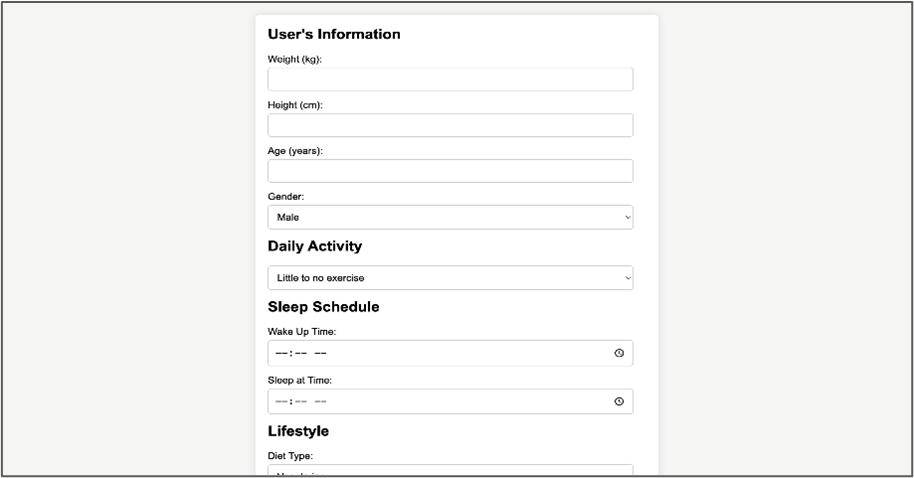 User's Information
Weight (kg):
Height (cm):
Age (years):
Gender:
Male
Daily Activity
Little to no exercise
Sleep Schedule
Wake Up Time:
--:-- --
Sleep at Time:
--:-- --
Lifestyle
Diet Type: